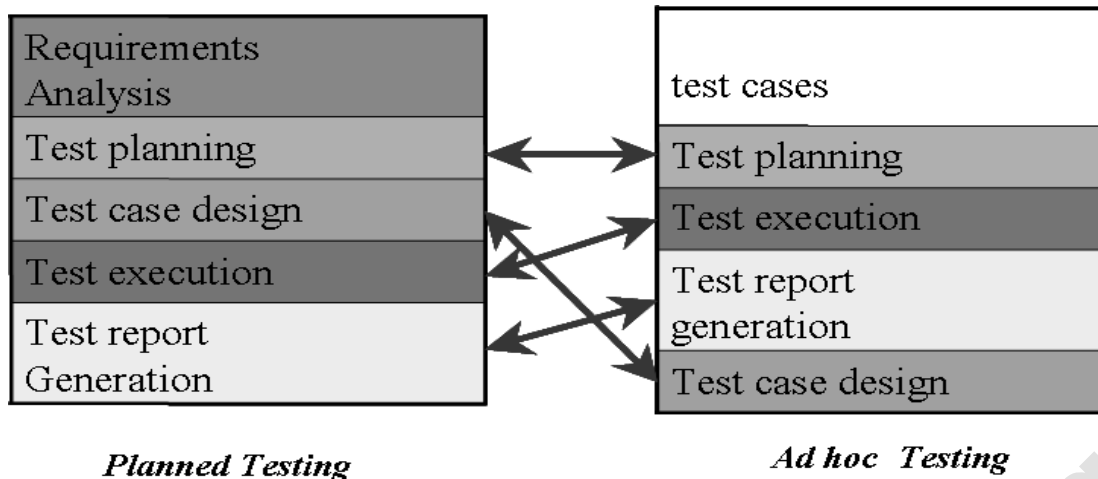 Requirements
Analysis
Test planning
Test case design
Test execution
Test report
Generation
Planned Testing
test cases
Test planning
Test execution
Test report
generation
Test case design
Ad hoc Testing